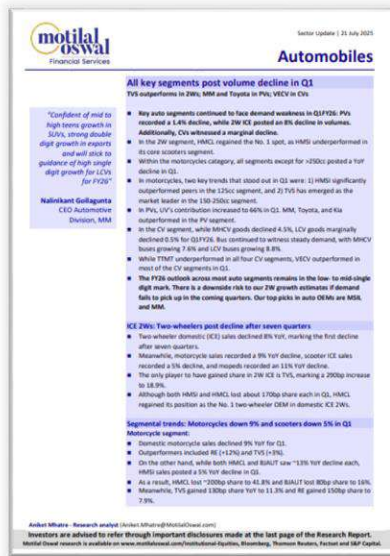 motilal
oswal
Financial Services
Sector Update | 21 July 2025
Automobiles
All key segments post volume decline in Q1
TVS outperforms in 2Ws; MM and Toyota in PVs; VECV in CVs
"Confident of mid to
high teens growth in
SUVs, strong double
digit growth in exports
and will stick to
guidance of high single
digit growth for LCVs
for FY26"
Nalinikant Gollagunta
CEO Automotive
Division, MM
Key auto segments continued to face demand weakness in Q1FY26: PVs
recorded a 1.4% decline, while 2W ICE posted an 8% decline in volumes.
Additionally, CVs witnessed a marginal decline.
In the 2W segment, HMCL regained the No. 1 spot, as HMSI underperformed in
its core scooters segment.
Within the motorcycles category, all segments except for >250cc posted a YoY
decline in Q1.
In motorcycles, two key trends that stood out in Q1 were: 1) HMSI significantly
outperformed peers in the 125cc segment, and 2) TVS has emerged as the
market leader in the 150-250cc segment.
In PVs, UV's contribution increased to 66% in Q1. MM, Toyota, and Kia
outperformed in the PV segment.
In the CV segment, while MHCV goods declined 4.5%, LCV goods marginally
declined 0.5% for Q1FY26. Bus continued to witness steady demand, with MHCV
buses growing 7.6% and LCV buses growing 8.8%.
While TTMT underperformed in all four CV segments, VECV outperformed in
most of the CV segments in Q1.
The FY26 outlook across most auto segments remains in the low- to mid-single
digit mark. There is a downside risk to our 2W growth estimates if demand
fails to pick up in the coming quarters. Our top picks in auto OEMs are MSIL
and MM.
ICE 2Ws: Two-wheelers post decline after seven quarters
Two-wheeler domestic (ICE) sales declined 8% YoY, marking the first decline
after seven quarters.
Meanwhile, motorcycle sales recorded a 9% YoY decline, scooter ICE sales
recorded a 5% decline, and mopeds recorded an 11% YoY decline.
The only player to have gained share in 2W ICE is TVS, marking a 290bp increase
to 18.9%.
Although both HMSI and HMCL lost about 170bp share each in Q1, HMCL
regained its position as the No. 1 two-wheeler OEM in domestic ICE 2Ws.
Segmental trends: Motorcycles down 9% and scooters down 5% in Q1
Motorcycle segment:
Domestic motorcycle sales declined 9% YoY for Q1.
Outperformers included RE (+12%) and TVS (+3%).
On the other hand, while both HMCL and BJAUT saw ~13% YoY decline each,
HMSI sales posted a 5% YoY decline in Q1.
As a result, HMCL lost ~200bp share to 41.8% and BJAUT lost 80bp share to 16%.
Meanwhile, TVS gained 130bp share YoY to 11.3% and RE gained 150bp share to
7.9%.
Aniket Mhatre - Research analyst (Aniket.Mhatre@MotilalOswal.com)
Investors are advised to refer through important disclosures made at the last page of the Research Report.
Motilal Oswal research is available on www.motilaloswal.com/Institutional-Equities, Bloomberg, Thomson Reuters, Factset and S&P Capital.